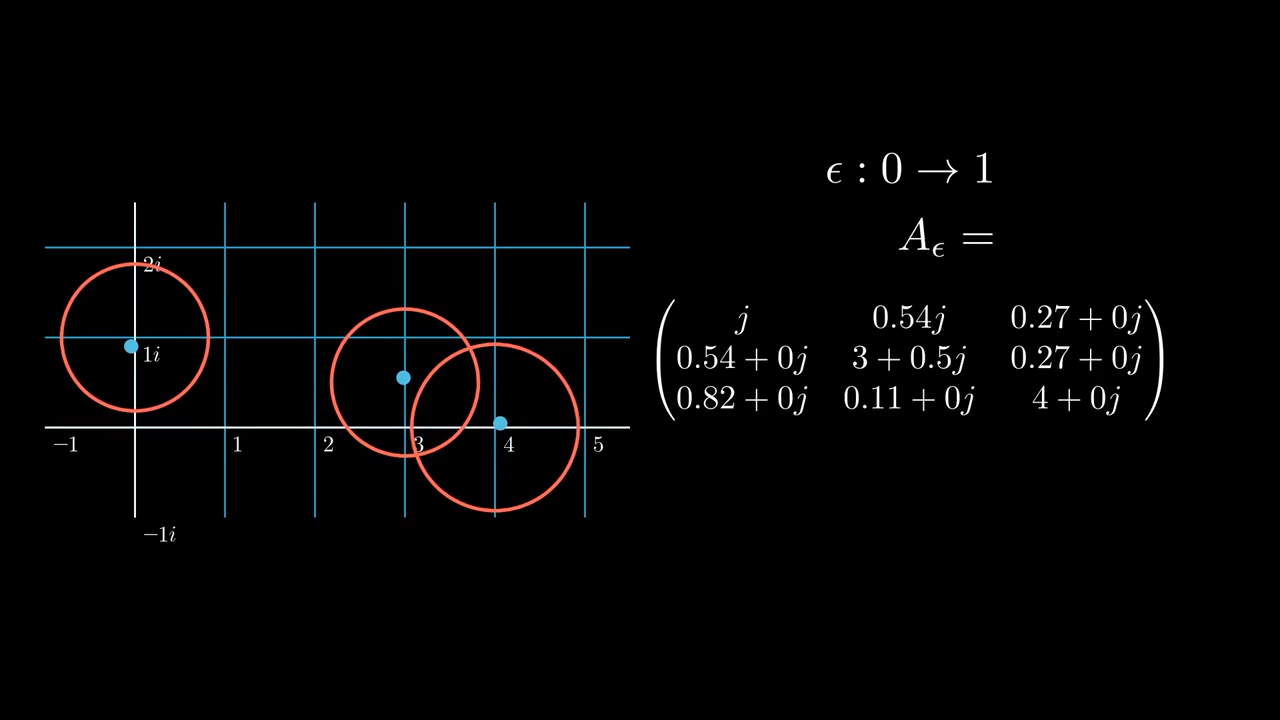 2i
1i
−1 1 2 3 4 5
−1i
ϵ : 0 → 1
A_ϵ =
j 0.54j 0.27 + 0j
0.54 + 0j 3 + 0.5j 0.27 + 0j
0.82 + 0j 0.11 + 0j 4 + 0j